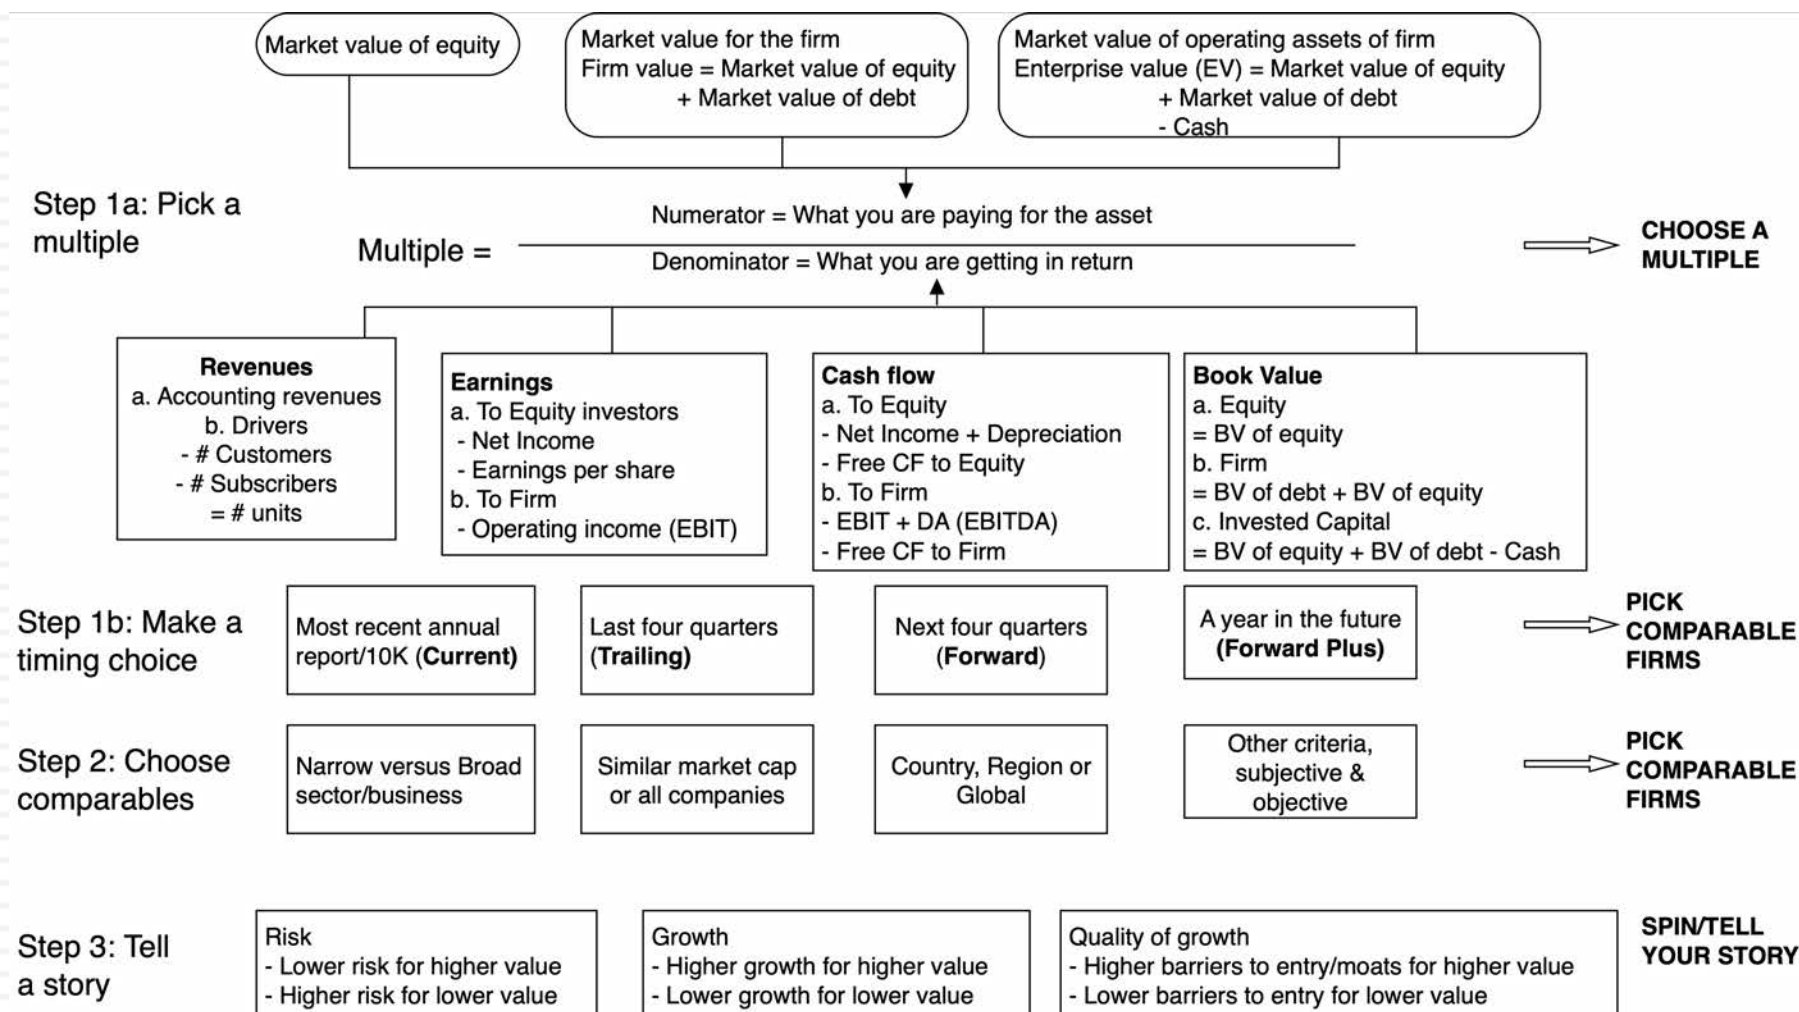 Market value of equity
Market value for the firm
Firm value = Market value of equity
+ Market value of debt
Market value of operating assets of firm
Enterprise value (EV) = Market value of equity
+ Market value of debt
- Cash
Step 1a: Pick a
multiple
Multiple =
Numerator = What you are paying for the asset
Denominator = What you are getting in return
CHOOSE A
MULTIPLE
Revenues
a. Accounting revenues
b. Drivers
- # Customers
- # Subscribers
= # units
Earnings
a. To Equity investors
- Net Income
- Earnings per share
b. To Firm
- Operating income (EBIT)
Cash flow
a. To Equity
- Net Income + Depreciation
- Free CF to Equity
b. To Firm
- EBIT + DA (EBITDA)
- Free CF to Firm
Book Value
a. Equity
= BV of equity
b. Firm
= BV of debt + BV of equity
c. Invested Capital
= BV of equity + BV of debt - Cash
Step 1b: Make a
timing choice
Most recent annual
report/10K (Current)
Last four quarters
(Trailing)
Next four quarters
(Forward)
A year in the future
(Forward Plus)
PICK
COMPARABLE
FIRMS
Step 2: Choose
comparables
Narrow versus Broad
sector/business
Similar market cap
or all companies
Country, Region or
Global
Other criteria,
subjective &
objective
PICK
COMPARABLE
FIRMS
Step 3: Tell
a story
Risk
- Lower risk for higher value
- Higher risk for lower value
Growth
- Higher growth for higher value
- Lower growth for lower value
Quality of growth
- Higher barriers to entry/moats for higher value
- Lower barriers to entry for lower value
SPIN/TELL
YOUR STORY